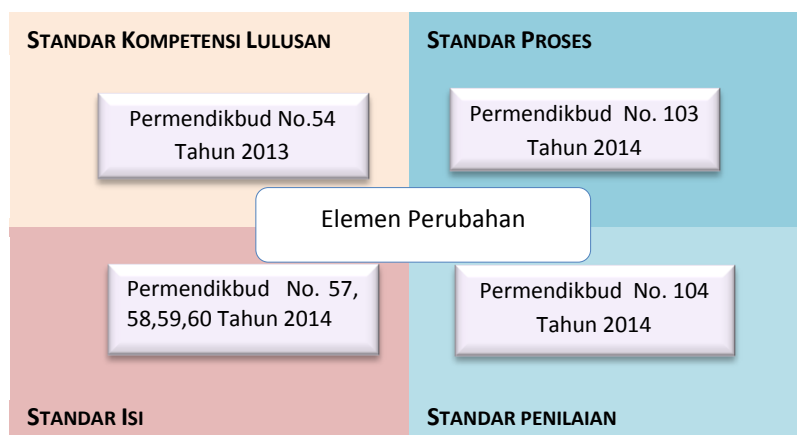 STANDAR KOMPETENSI LULUSAN
Permendikbud No.54
Tahun 2013
STANDAR PROSES
Permendikbud No. 103
Tahun 2014
Elemen Perubahan
Permendikbud No. 57,
58,59,60 Tahun 2014
STANDAR ISI
Permendikbud No. 104
Tahun 2014
STANDAR PENILAIAN